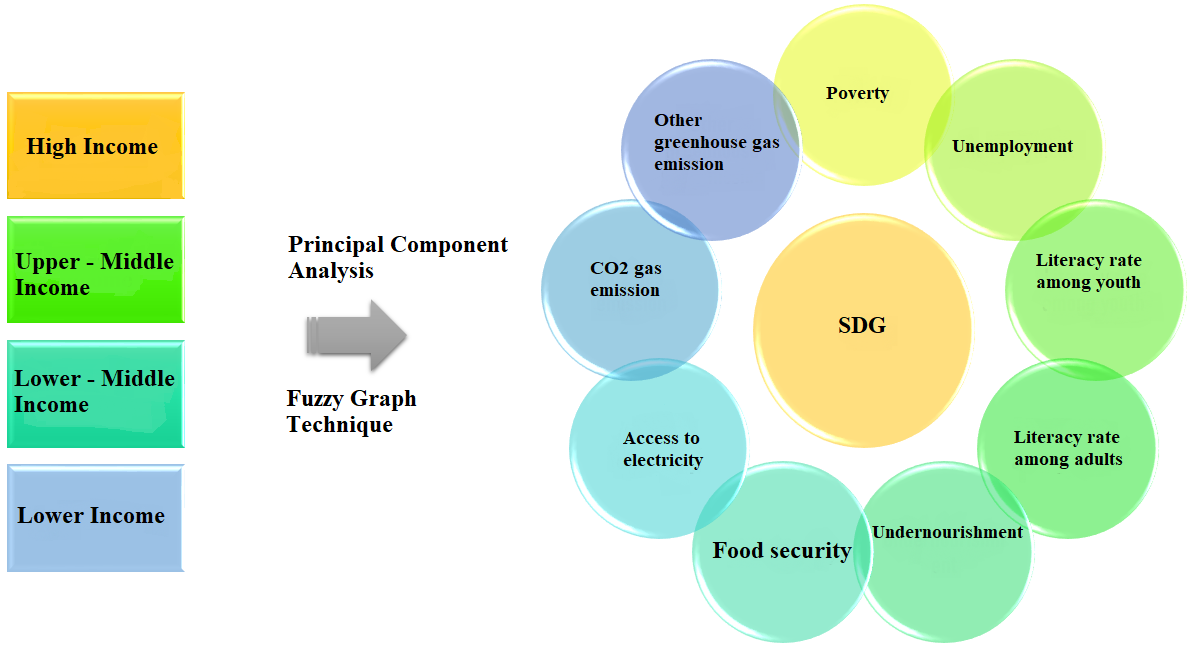 High Income
Upper - Middle
Income
Lower - Middle
Income
Lower Income
Principal Component
Analysis
Fuzzy Graph
Technique
Poverty
Unemployment
Literacy rate
among youth
Literacy rate
among adults
Undernourishment
Food security
Access to
electricity
CO2 gas
emission
Other
greenhouse gas
emission
SDG